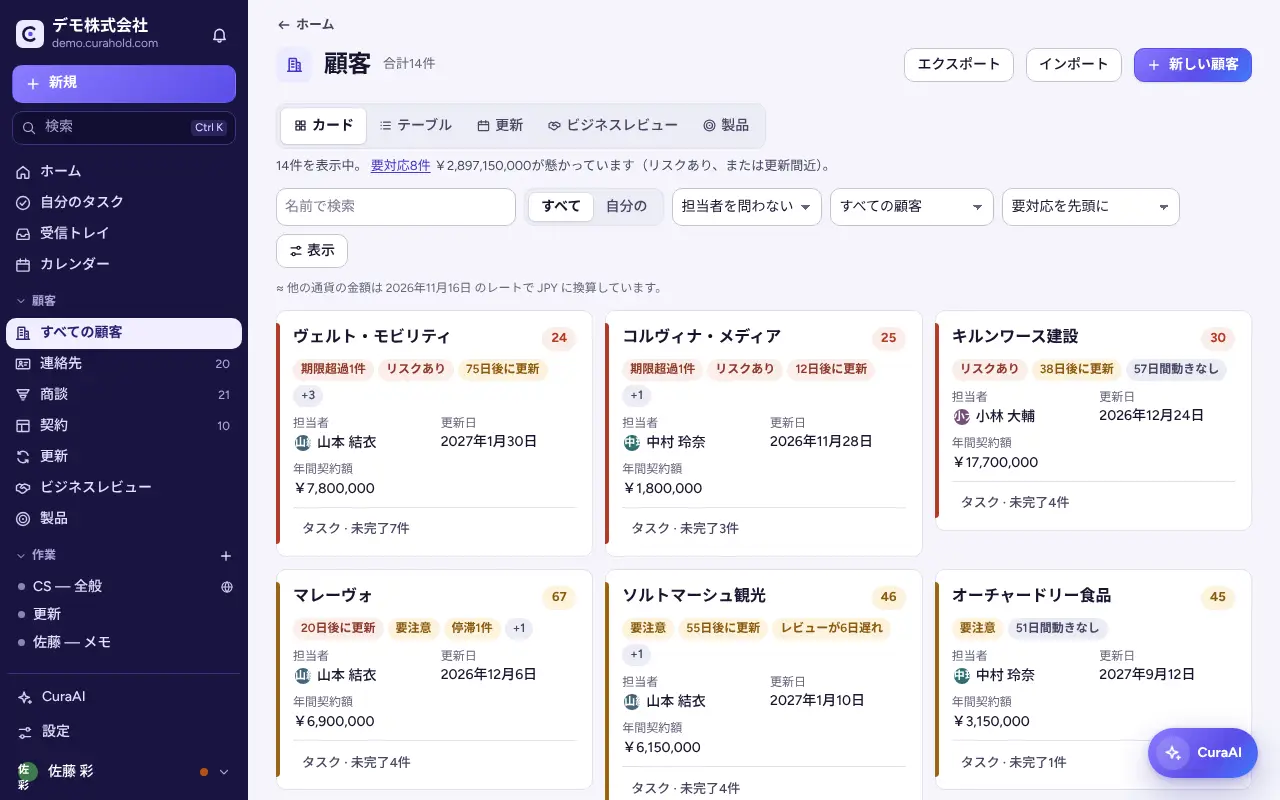 デモ株式会社
demo.curahold.com
新規
検索
Ctrl K
ホーム
自分のタスク
受信トレイ
カレンダー
顧客
すべての顧客
連絡先 20
商談 21
契約 10
更新
ビジネスレビュー
製品
作業
CS — 全般
更新
佐藤 — メモ
CuraAI
設定
佐藤 彩
← ホーム
顧客 合計14件
エクスポート
インポート
新しい顧客
カード テーブル 更新 ビジネスレビュー 製品
14件を表示中。 要対応8件 ¥2,897,150,000が懸かっています（リスクあり、または更新間近）。
名前で検索
すべて 自分の
担当者を問わない
すべての顧客
要対応を先頭に
表示
≈ 他の通貨の金額は 2026年11月16日 のレートで JPY に換算しています。
ヴェルト・モビリティ 24
期限超過1件 リスクあり 75日後に更新
+3
担当者 更新日
山本 結衣 2027年1月30日
年間契約額
¥7,800,000
タスク · 未完了7件
コルヴィナ・メディア 25
期限超過1件 リスクあり 12日後に更新
+1
担当者 更新日
中村 玲奈 2026年11月28日
年間契約額
¥1,800,000
タスク · 未完了3件
キルンワース建設 30
リスクあり 38日後に更新 57日間動きなし
担当者 更新日
小林 大輔 2026年12月24日
年間契約額
¥17,700,000
タスク · 未完了4件
マレーヴォ 67
20日後に更新 要注意 停滞1件 +1
担当者 更新日
山本 結衣 2026年12月6日
年間契約額
¥6,900,000
タスク · 未完了4件
ソルトマーシュ観光 46
要注意 55日後に更新 レビューが6日遅れ
+1
担当者 更新日
山本 結衣 2027年1月10日
年間契約額
¥6,150,000
タスク · 未完了4件
オーチャードリー食品 45
要注意 51日間動きなし
担当者 更新日
中村 玲奈 2027年9月12日
年間契約額
¥3,150,000
タスク · 未完了1件
CuraAI